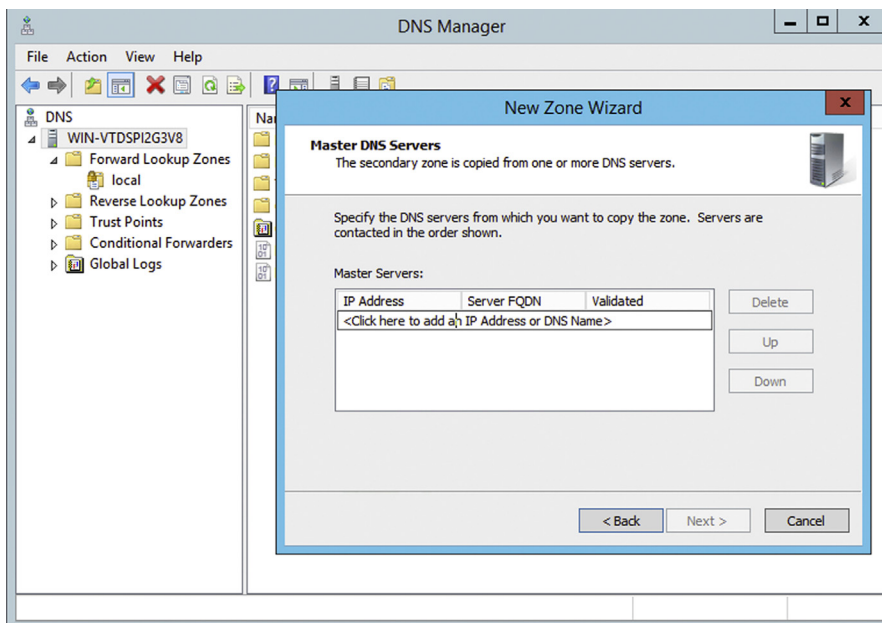 DNS Manager
File Action View Help
DNS
WIN-VTDSPI2G3V8
Forward Lookup Zones
local
Reverse Lookup Zones
Trust Points
Conditional Forwarders
Global Logs
New Zone Wizard
Master DNS Servers
The secondary zone is copied from one or more DNS servers.
Specify the DNS servers from which you want to copy the zone. Servers are
contacted in the order shown.
Master Servers:
IP Address Server FQDN Validated
<Click here to add an IP Address or DNS Name>
Delete
Up
Down
< Back Next > Cancel